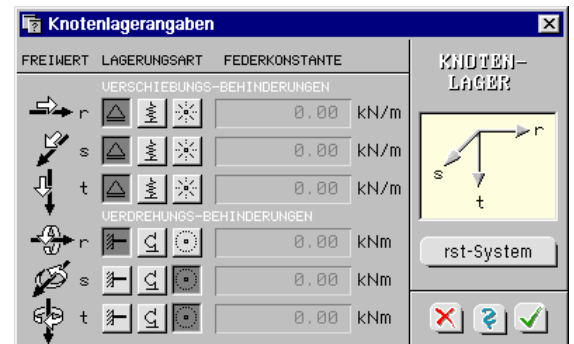 Knotenlagerangaben
FREIWERT LAGERUNGSART FEDERKONSTANTE
VERSCHIEBUNGS-BEHINDERUNGEN
r 0.00 kN/m
s 0.00 kN/m
t 0.00 kN/m
VERDREHUNGS-BEHINDERUNGEN
r 0.00 kNm
s 0.00 kNm
t 0.00 kNm
KNOTEN-
LAGER
r
s
t
rst-System